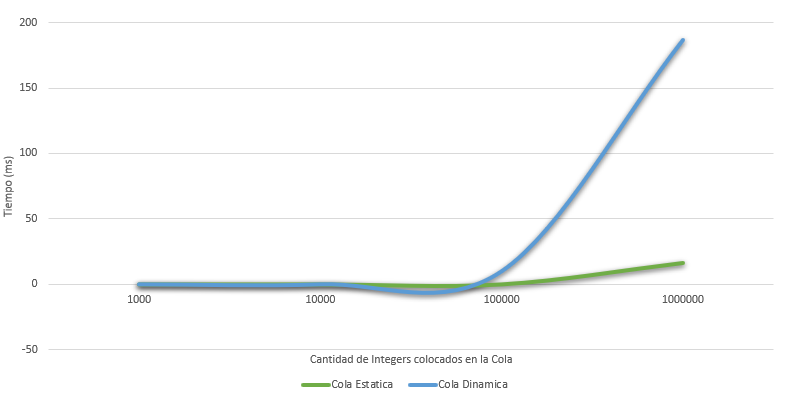 200
150
100
50
0
-50
Tiempo (ms)
1000 10000 100000 1000000
Cantidad de Integers colocados en la Cola
Cola Estatica Cola Dinamica